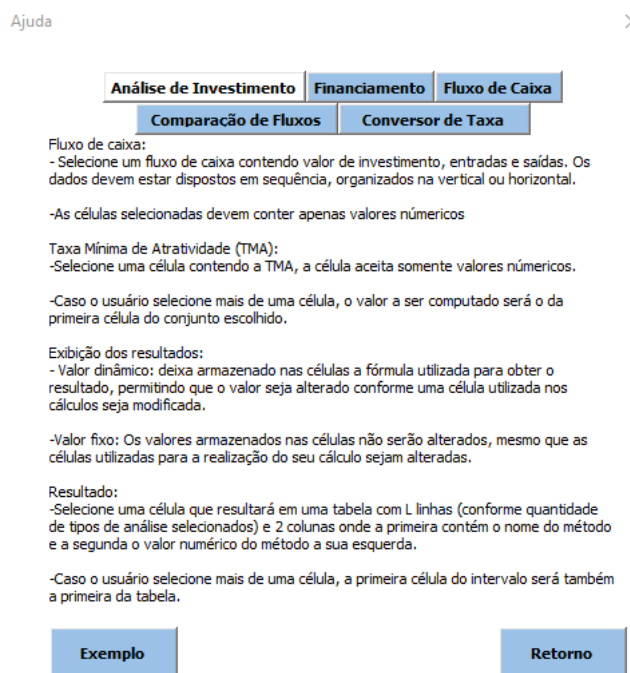 Ajuda
Análise de Investimento Financiamento Fluxo de Caixa
Comparação de Fluxos Conversor de Taxa
Fluxo de caixa:
- Selecione um fluxo de caixa contendo valor de investimento, entradas e saídas. Os
dados devem estar dispostos em sequência, organizados na vertical ou horizontal.
-As células selecionadas devem conter apenas valores númericos
Taxa Mínima de Atratividade (TMA):
-Selecione uma célula contendo a TMA, a célula aceita somente valores númericos.
-Caso o usuário selecione mais de uma célula, o valor a ser computado será o da
primeira célula do conjunto escolhido.
Exibição dos resultados:
- Valor dinâmico: deixa armazenado nas células a fórmula utilizada para obter o
resultado, permitindo que o valor seja alterado conforme uma célula utilizada nos
cálculos seja modificada.
-Valor fixo: Os valores armazenados nas células não serão alterados, mesmo que as
células utilizadas para a realização do seu cálculo sejam alteradas.
Resultado:
-Selecione uma célula que resultará em uma tabela com L linhas (conforme quantidade
de tipos de análise selecionados) e 2 colunas onde a primeira contém o nome do método
e a segunda o valor numérico do método a sua esquerda.
-Caso o usuário selecione mais de uma célula, a primeira célula do intervalo será também
a primeira da tabela.
Exemplo Retorno